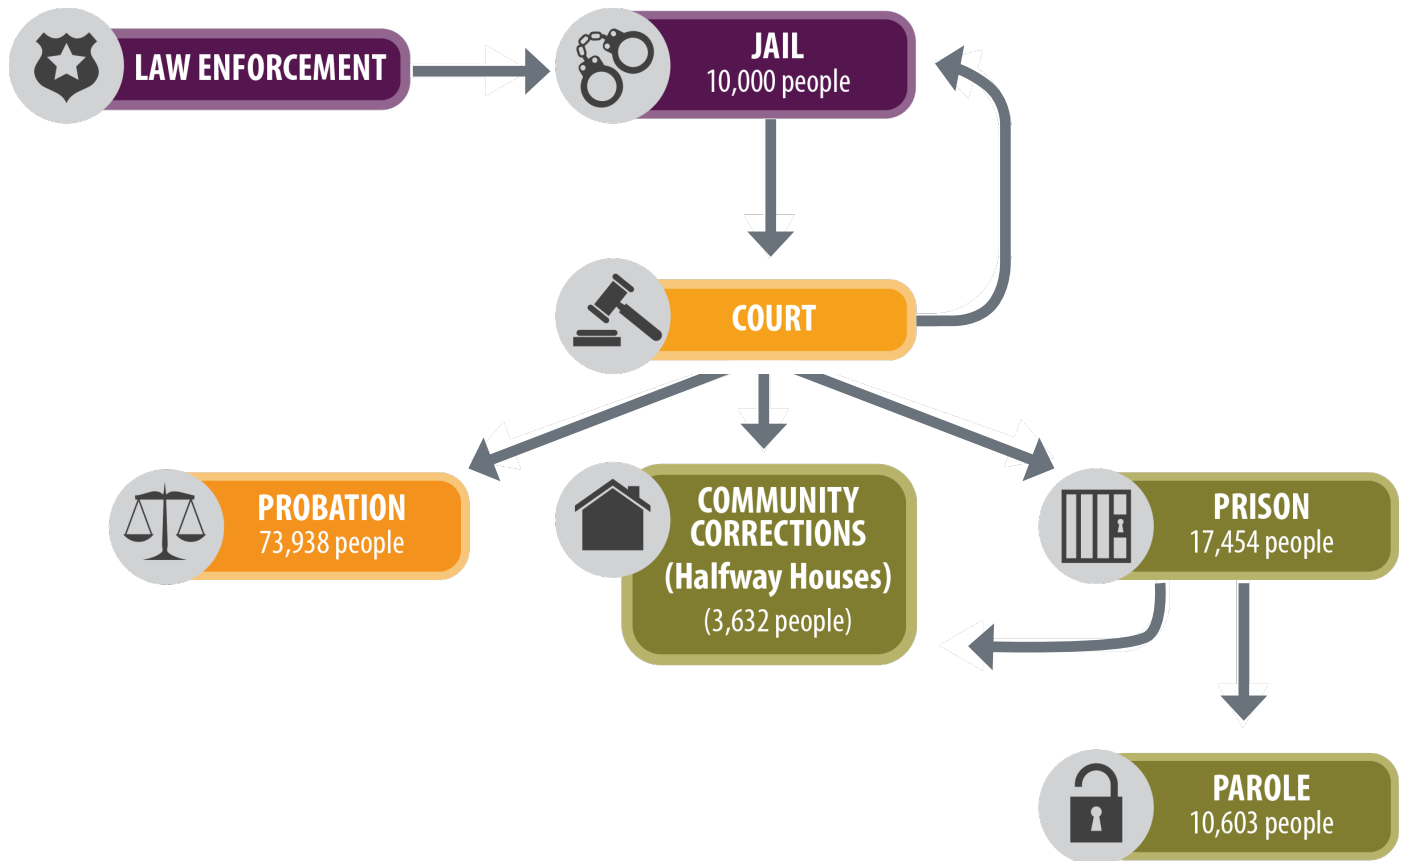 LAW ENFORCEMENT
JAIL
10,000 people
COURT
PROBATION
73,938 people
COMMUNITY
CORRECTIONS
(Halfway Houses)
(3,632 people)
PRISON
17,454 people
PAROLE
10,603 people